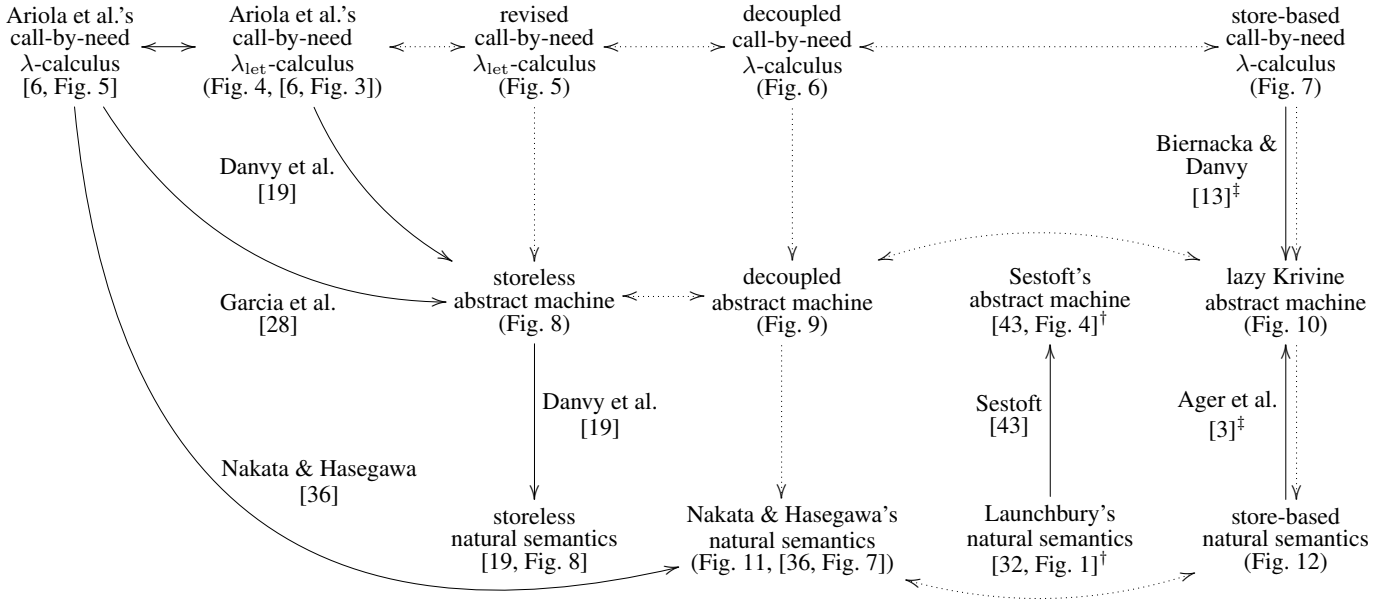 Ariola et al.'s
call-by-need
λ-calculus
[6, Fig. 5]
Ariola et al.'s
call-by-need
λlet-calculus
(Fig. 4, [6, Fig. 3])
revised
call-by-need
λlet-calculus
(Fig. 5)
decoupled
call-by-need
λ-calculus
(Fig. 6)
store-based
call-by-need
λ-calculus
(Fig. 7)
Danvy et al.
[19]
Biernacka &
Danvy
[13]‡
Garcia et al.
[28]
storeless
abstract machine
(Fig. 8)
decoupled
abstract machine
(Fig. 9)
Sestoft's
abstract machine
[43, Fig. 4]†
lazy Krivine
abstract machine
(Fig. 10)
Danvy et al.
[19]
Sestoft
[43]
Ager et al.
[3]‡
Nakata & Hasegawa
[36]
storeless
natural semantics
[19, Fig. 8]
Nakata & Hasegawa's
natural semantics
(Fig. 11, [36, Fig. 7])
Launchbury's
natural semantics
[32, Fig. 1]†
store-based
natural semantics
(Fig. 12)